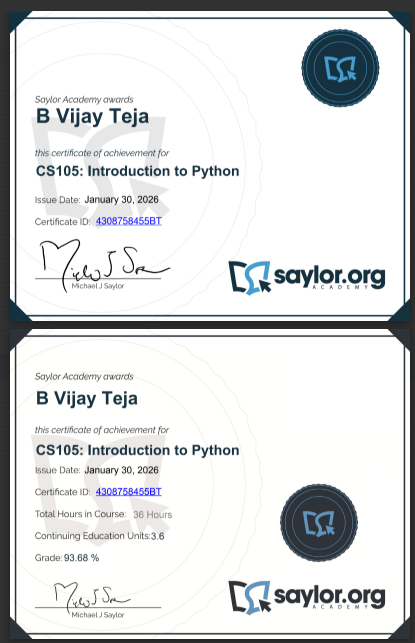 Saylor Academy awards
B Vijay Teja
this certificate of achievement for
CS105: Introduction to Python
Issue Date: January 30, 2026
Certificate ID: 4308758455BT
Michael J Saylor
saylor.org
ACADEMY
Saylor Academy awards
B Vijay Teja
this certificate of achievement for
CS105: Introduction to Python
Issue Date: January 30, 2026
Certificate ID: 4308758455BT
Total Hours in Course: 36 Hours
Continuing Education Units: 3.6
Grade: 93.68 %
Michael J Saylor
saylor.org
ACADEMY